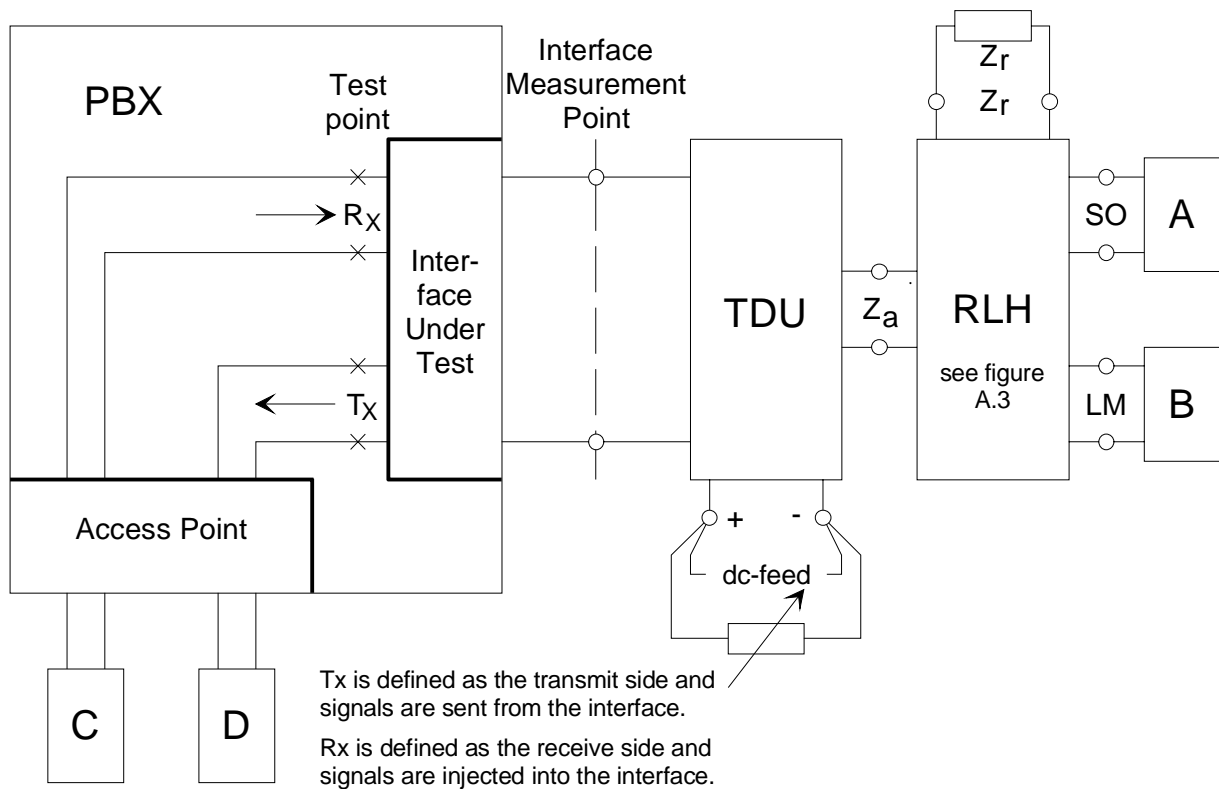 PBX
Test
point
Interface
Measurement
Point
Zr
Zr
RX
Inter-
face
Under
Test
TX
TDU
Za
RLH
see figure
A.3
SO
A
LM
B
Access Point
+ -
dc-feed
C
D
Tx is defined as the transmit side and
signals are sent from the interface.
Rx is defined as the receive side and
signals are injected into the interface.